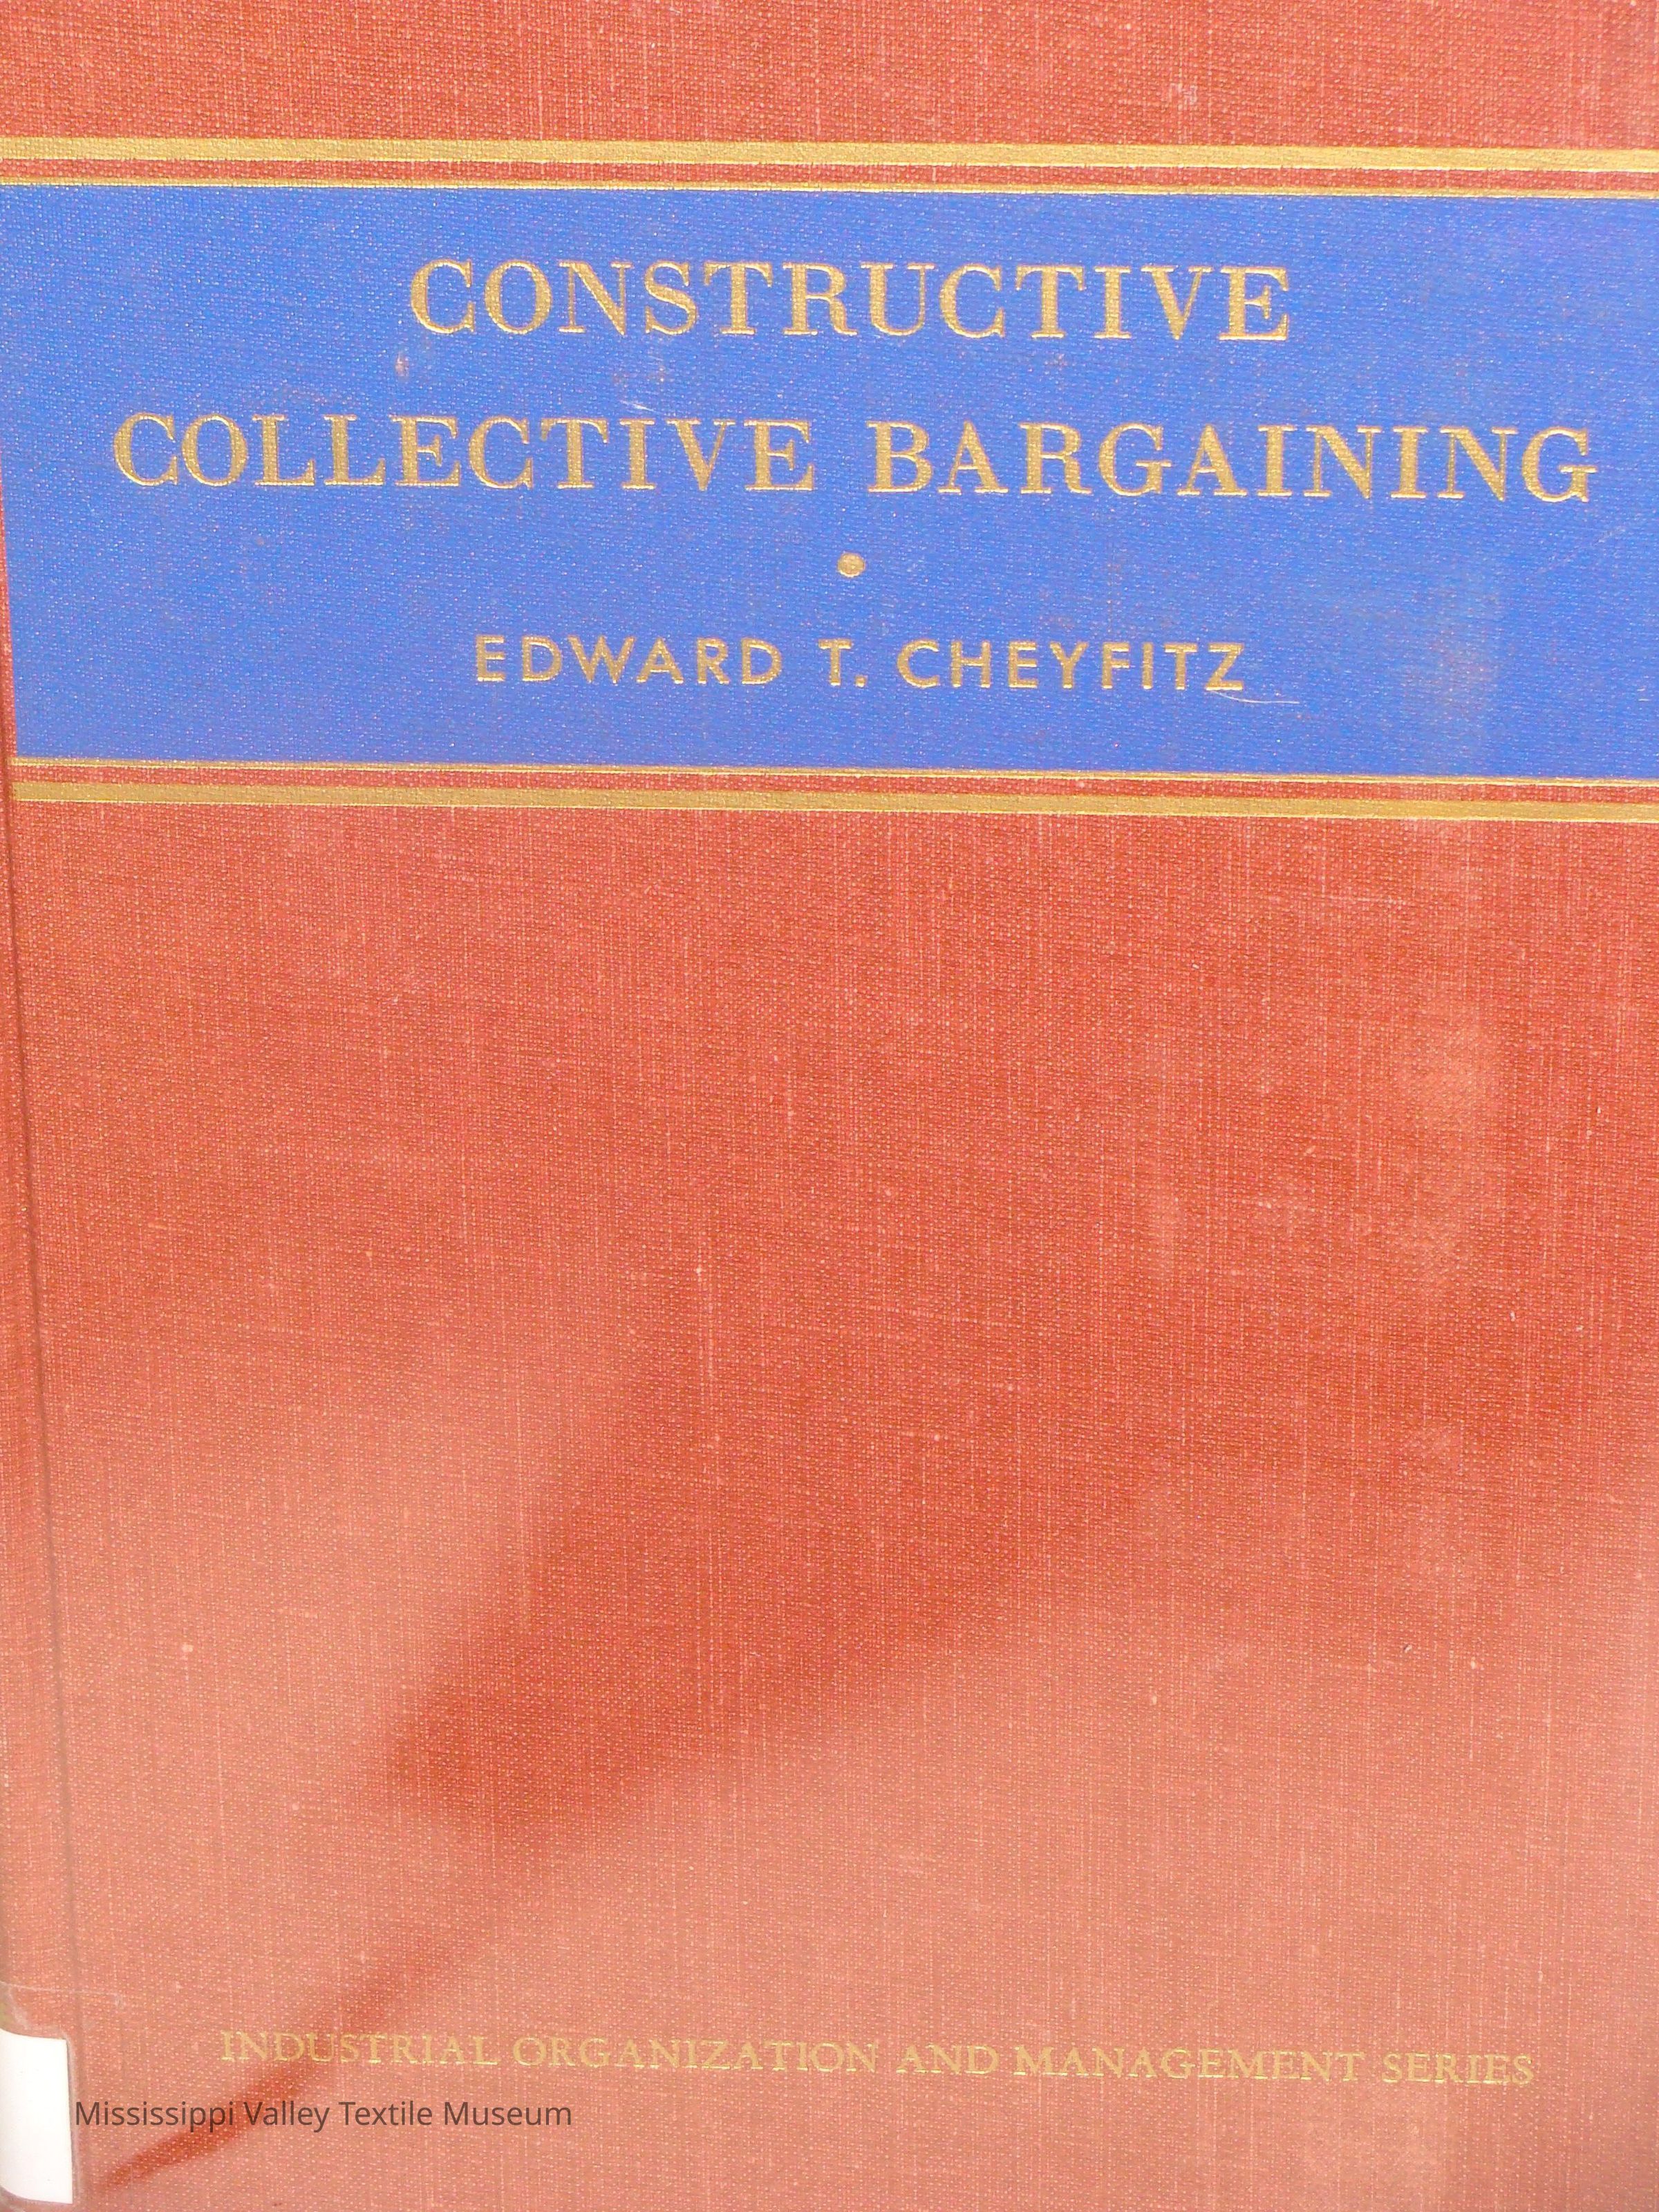 CONSTRUCTIVE
COLLECTIVE BARGAINING
•
EDWARD T. CHEYFITZ
INDUSTRIAL ORGANIZATION AND MANAGEMENT SERIES
Mississippi Valley Textile Museum